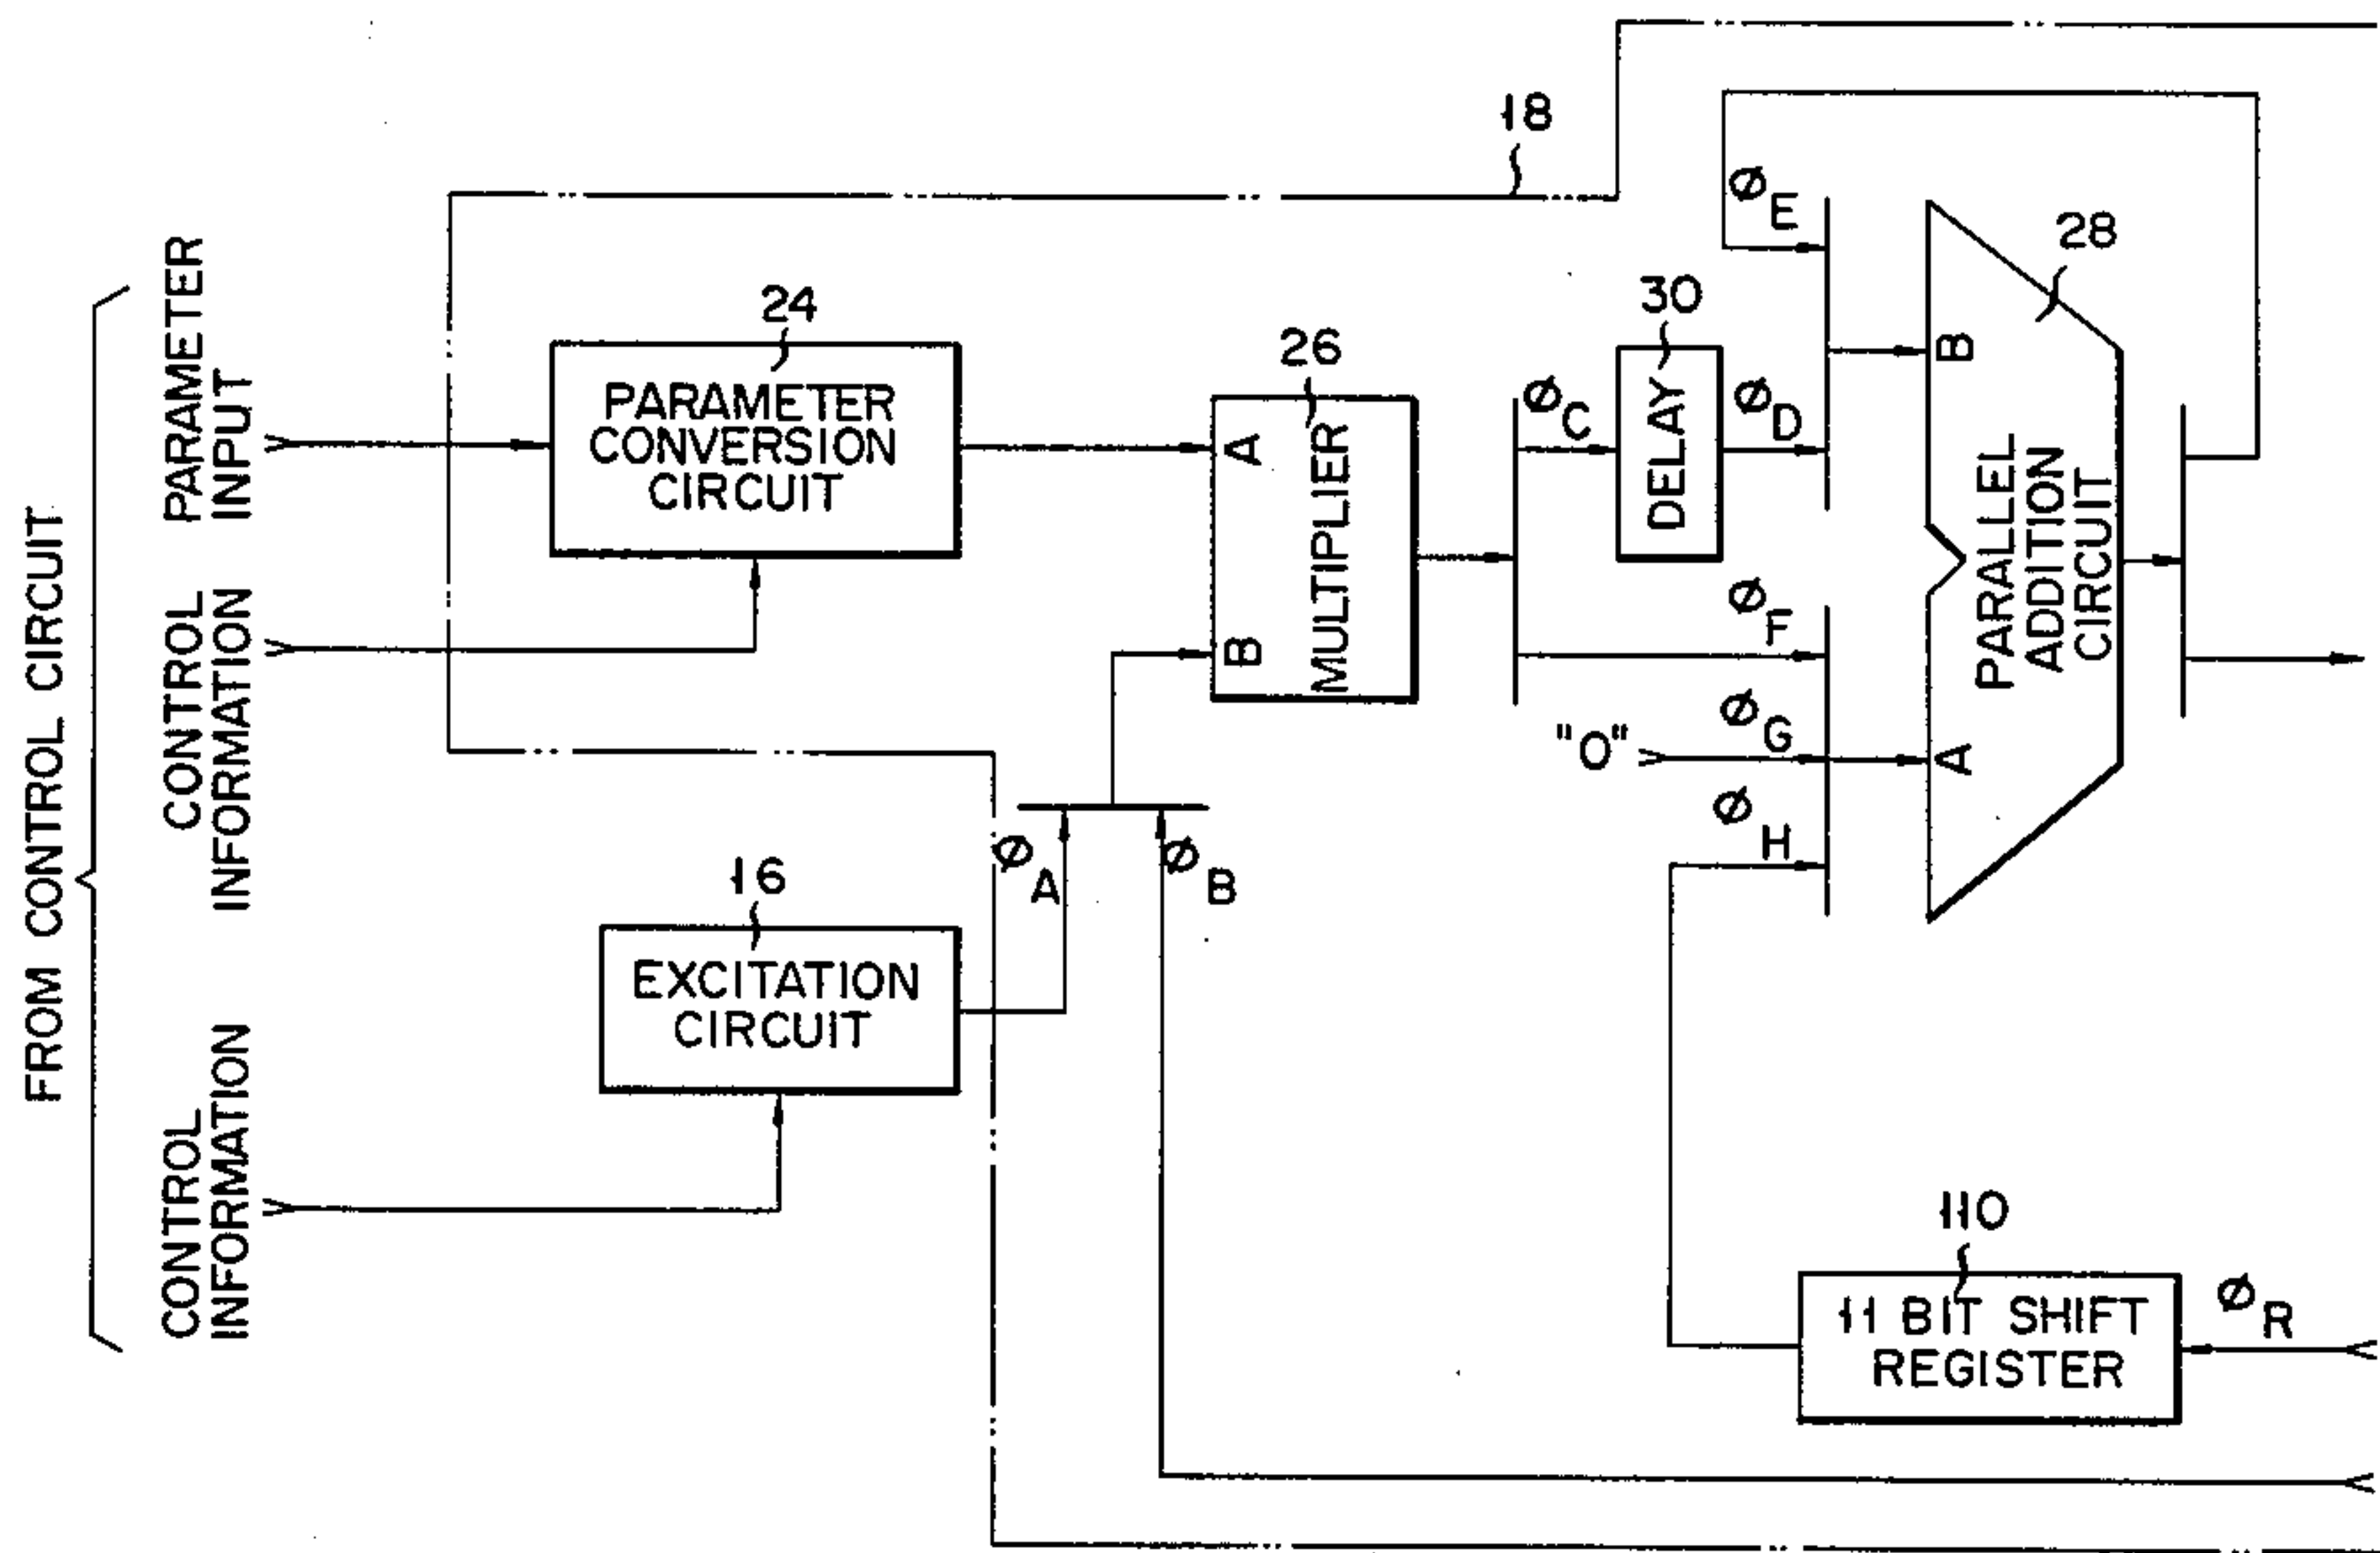 FROM CONTROL CIRCUIT
PARAMETER
INPUT
CONTROL
INFORMATION
CONTROL
INFORMATION
18
24
PARAMETER
CONVERSION
CIRCUIT
16
EXCITATION
CIRCUIT
26
A
B
MULTIPLIER
ØA
ØB
ØC
30
DELAY
ØD
ØE
ØF
"0"
ØG
ØH
28
B
A
PARALLEL
ADDITION
CIRCUIT
110
11 BIT SHIFT
REGISTER
ØR